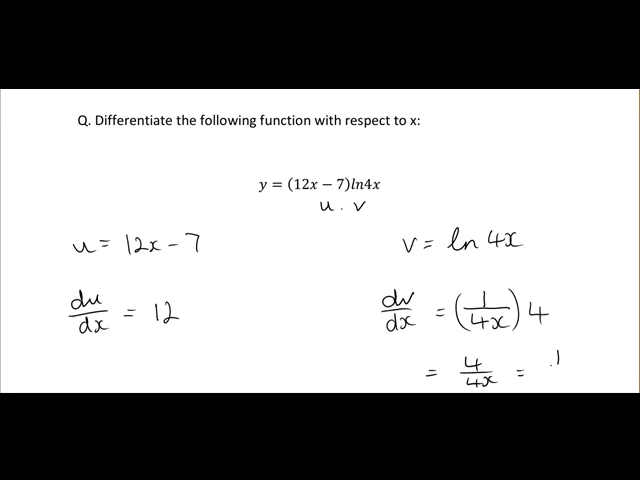 Q. Differentiate the following function with respect to x:
y = (12x − 7)ln4x
u . v
u = 12x − 7
v = ln 4x
du/dx = 12
dv/dx = (1/4x) 4
= 4/4x = 1